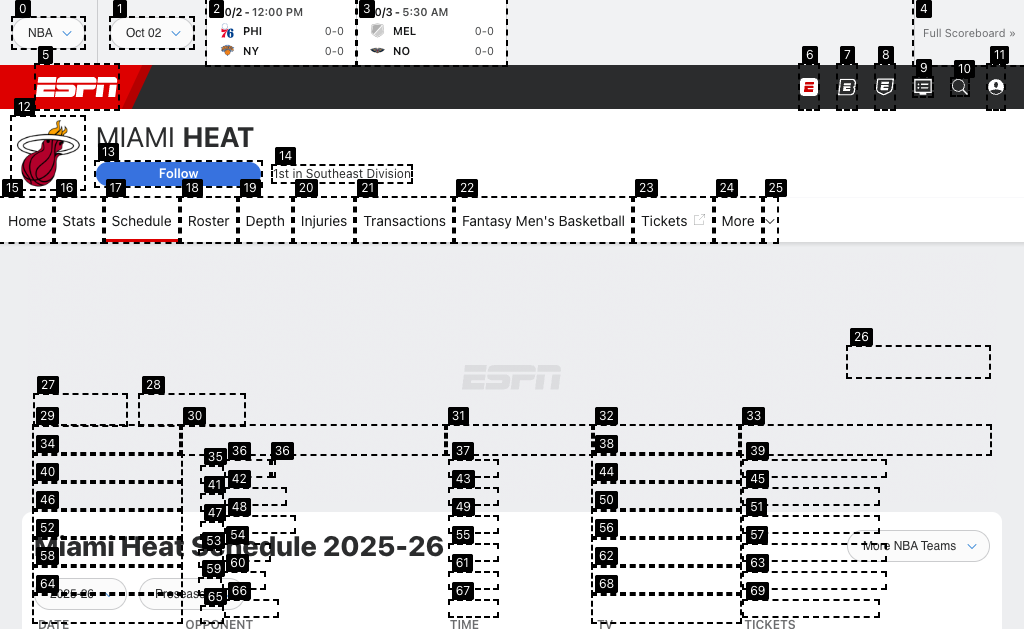 0 1 2 3 4
0/2 - 12:00 PM 0/3 - 5:30 AM
NBA Oct 02 PHI 0-0 MEL 0-0 Full Scoreboard »
NY 0-0 NO 0-0
5 6 7 8 9 10 11
ESPN
12
MIAMI HEAT
13 14
Follow 1st in Southeast Division
15 16 17 18 19 20 21 22 23 24 25
Home Stats Schedule Roster Depth Injuries Transactions Fantasy Men's Basketball Tickets More
26
ESPN
27 28
29 30 31 32 33
34 35 36 36 37 38 39
40 41 42 43 44 45
46 47 48 49 50 51
52 53 54 55 56 57
Miami Heat Schedule 2025-26 More NBA Teams
58 59 60 61 62 63
64 65 66 67 68 69
2025-26 Preseas
DATE OPPONENT TIME TV TICKETS